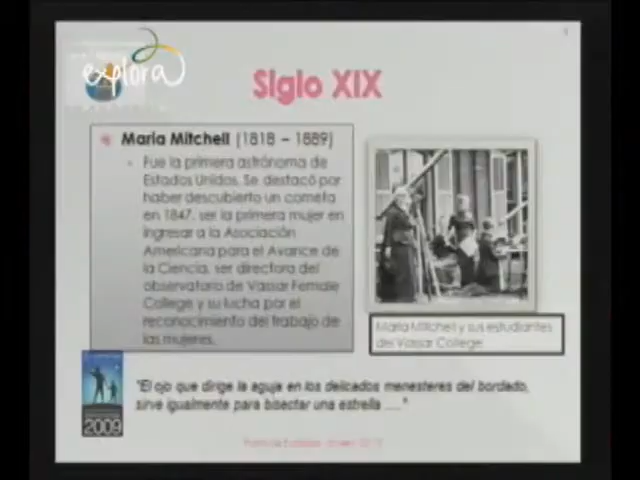 explora
Siglo XIX
Maria Mitchell (1818 – 1889)
Fue la primera astrónoma de
Estados Unidos. Se destacó por
haber descubierto un cometa
en 1847, ser la primera mujer en
ingresar a la Asociación
Americana para el Avance de
la Ciencia, ser directora del
observatorio de Vassar Female
College y su lucha por el
reconocimiento del trabajo de
las mujeres.
Maria Mitchell y sus estudiantes
del Vassar College
2009
"El ojo que dirige la aguja en los delicados menesteres del bordado,
sirve igualmente para bisectar una estrella ...."